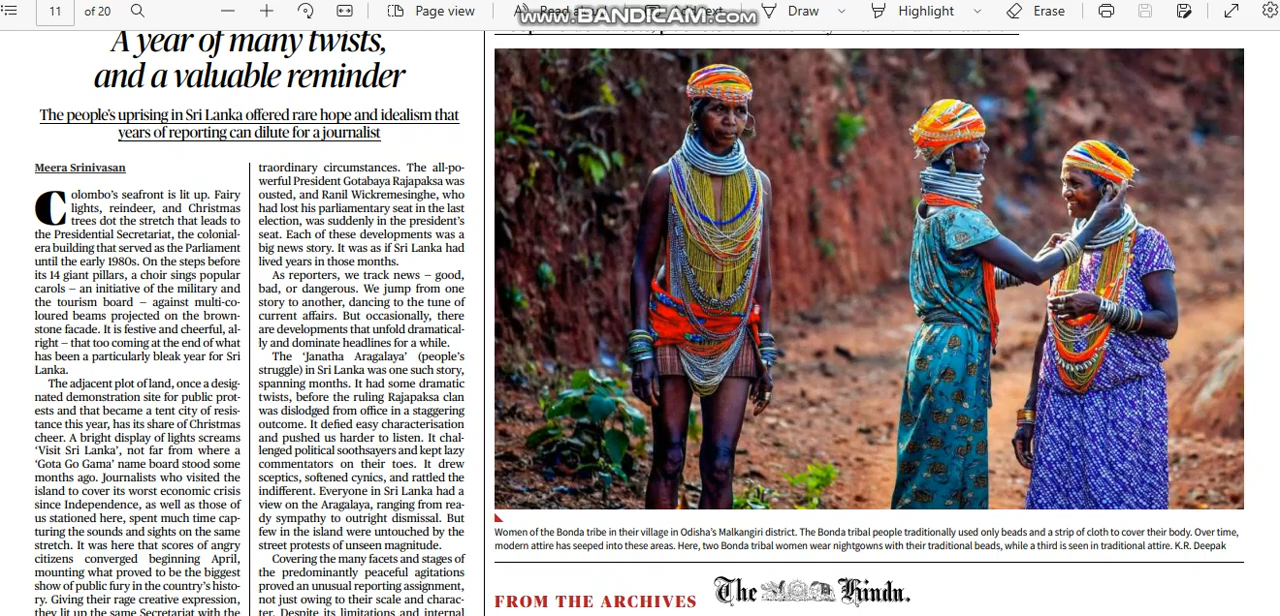 11 of 20
Page view
Draw
Highlight
Erase
www.BANDICAM.com
A year of many twists,
and a valuable reminder
The people's uprising in Sri Lanka offered rare hope and idealism that
years of reporting can dilute for a journalist
Meera Srinivasan
Colombo's seafront is lit up. Fairy
lights, reindeer, and Christmas
trees dot the stretch that leads to
the Presidential Secretariat, the colonial-
era building that served as the Parliament
until the early 1980s. On the steps before
its 14 giant pillars, a choir sings popular
carols – an initiative of the military and
the tourism board – against multi-co-
loured beams projected on the brown-
stone facade. It is festive and cheerful, al-
right – that too coming at the end of what
has been a particularly bleak year for Sri
Lanka.
The adjacent plot of land, once a desig-
nated demonstration site for public prot-
ests and that became a tent city of resis-
tance this year, has its share of Christmas
cheer. A bright display of lights screams
'Visit Sri Lanka', not far from where a
'Gota Go Gama' name board stood some
months ago. Journalists who visited the
island to cover its worst economic crisis
since Independence, as well as those of
us stationed here, spent much time cap-
turing the sounds and sights on the same
stretch. It was here that scores of angry
citizens converged beginning April,
mounting what proved to be the biggest
show of public fury in the country's histo-
ry. Giving their rage creative expression,
they lit up the same Secretariat with the
traordinary circumstances. The all-po-
werful President Gotabaya Rajapaksa was
ousted, and Ranil Wickremesinghe, who
had lost his parliamentary seat in the last
election, was suddenly in the president's
seat. Each of these developments was a
big news story. It was as if Sri Lanka had
lived years in those months.
As reporters, we track news – good,
bad, or dangerous. We jump from one
story to another, dancing to the tune of
current affairs. But occasionally, there
are developments that unfold dramatical-
ly and dominate headlines for a while.
The 'Janatha Aragalaya' (people's
struggle) in Sri Lanka was one such story,
spanning months. It had some dramatic
twists, before the ruling Rajapaksa clan
was dislodged from office in a staggering
outcome. It defied easy characterisation
and pushed us harder to listen. It chal-
lenged political soothsayers and kept lazy
commentators on their toes. It drew
sceptics, softened cynics, and rattled the
indifferent. Everyone in Sri Lanka had a
view on the Aragalaya, ranging from rea-
dy sympathy to outright dismissal. But
few in the island were untouched by the
street protests of unseen magnitude.
Covering the many facets and stages of
the predominantly peaceful agitations
proved an unusual reporting assignment,
not just owing to their scale and charac-
ter. Despite its limitations and internal
Women of the Bonda tribe in their village in Odisha's Malkangiri district. The Bonda tribal people traditionally used only beads and a strip of cloth to cover their body. Over time,
modern attire has seeped into these areas. Here, two Bonda tribal women wear nightgowns with their traditional beads, while a third is seen in traditional attire. K.R. Deepak
FROM THE ARCHIVES
The Hindu.